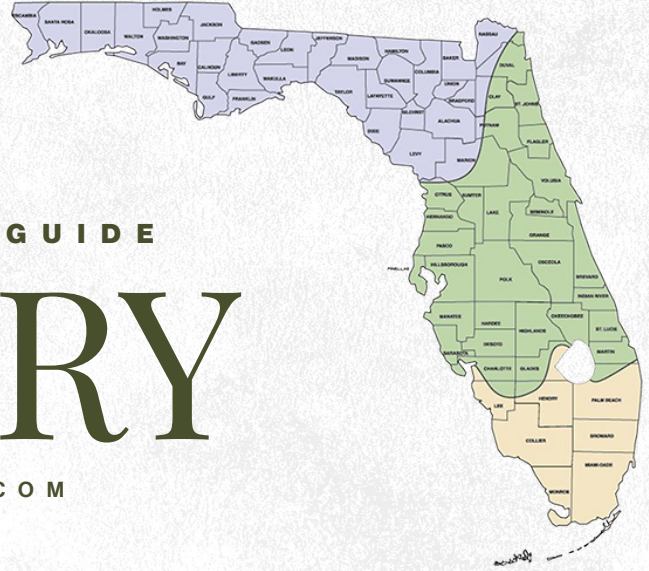 GUIDE
RY
COM
ESCAMBIA
SANTA ROSA
OKALOOSA
WALTON
HOLMES
WASHINGTON
JACKSON
BAY
CALHOUN
GULF
GADSDEN
LIBERTY
FRANKLIN
LEON
WAKULLA
JEFFERSON
MADISON
TAYLOR
HAMILTON
SUWANNEE
LAFAYETTE
DIXIE
COLUMBIA
GILCHRIST
LEVY
BAKER
UNION
BRADFORD
ALACHUA
MARION
NASSAU
DUVAL
CLAY
ST. JOHNS
PUTNAM
FLAGLER
VOLUSIA
CITRUS
SUMTER
LAKE
SEMINOLE
HERNANDO
ORANGE
PASCO
PINELLAS
HILLSBOROUGH
OSCEOLA
POLK
BREVARD
INDIAN RIVER
MANATEE
HARDEE
HIGHLANDS
OKEECHOBEE
ST. LUCIE
SARASOTA
DESOTO
MARTIN
CHARLOTTE
GLADES
LEE
HENDRY
PALM BEACH
COLLIER
BROWARD
MIAMI-DADE
MONROE